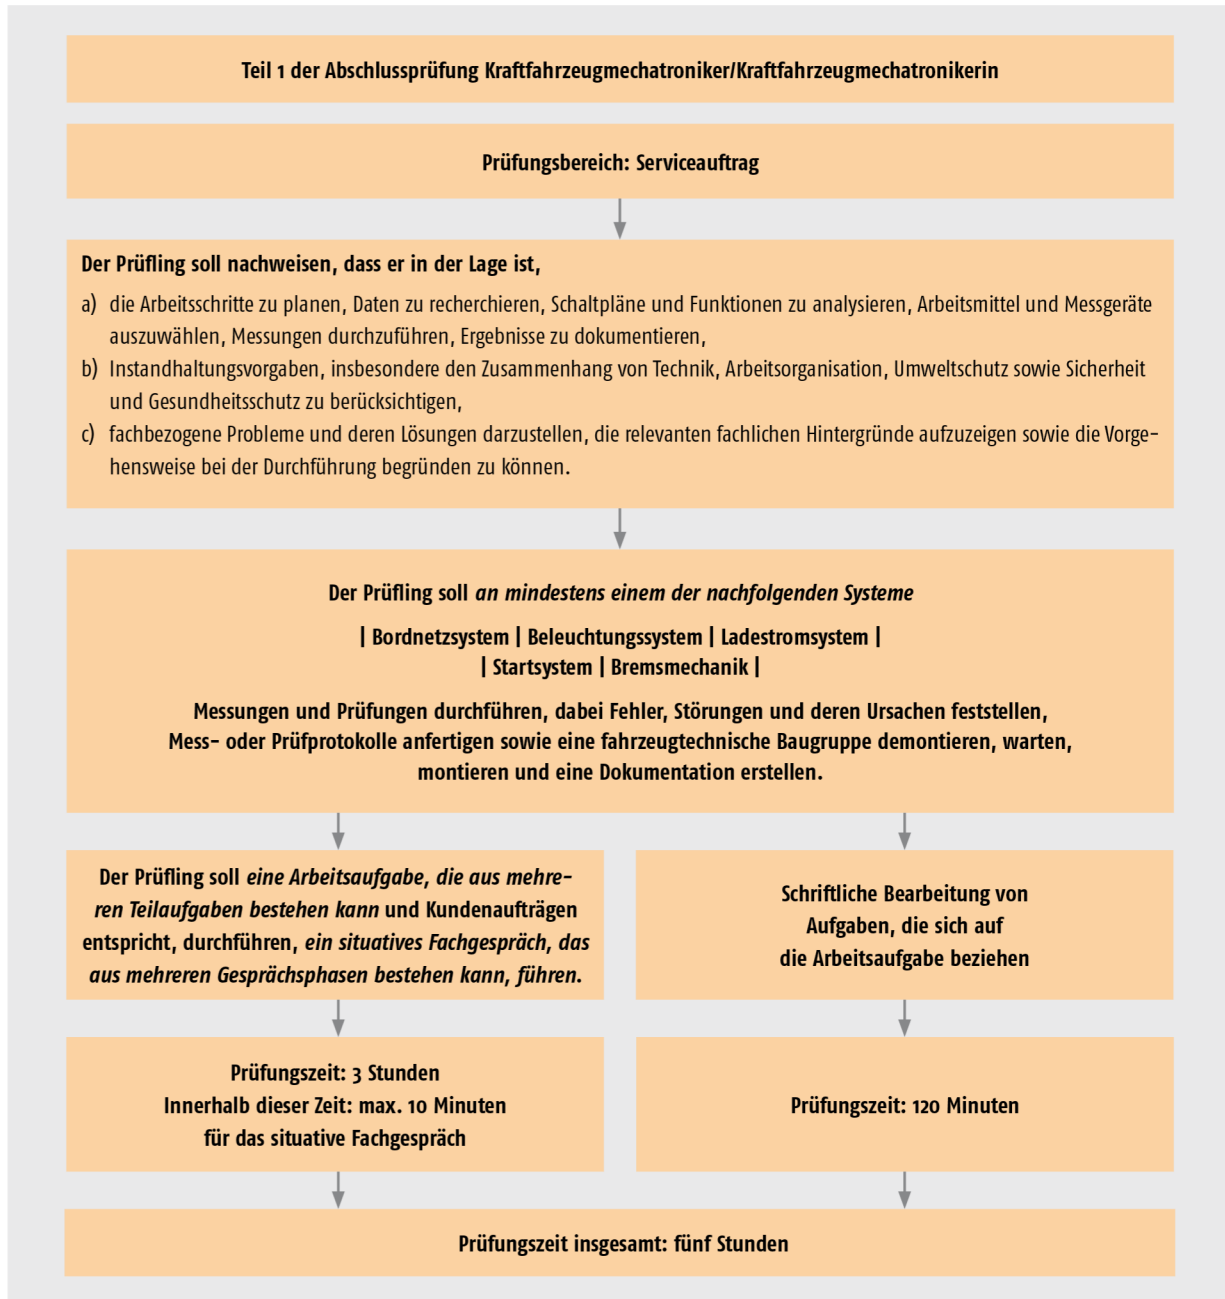 Teil 1 der Abschlussprüfung Kraftfahrzeugmechatroniker/Kraftfahrzeugmechatronikerin
Prüfungsbereich: Serviceauftrag
Der Prüfling soll nachweisen, dass er in der Lage ist,
a) die Arbeitsschritte zu planen, Daten zu recherchieren, Schaltpläne und Funktionen zu analysieren, Arbeitsmittel und Messgeräte
auszuwählen, Messungen durchzuführen, Ergebnisse zu dokumentieren,
b) Instandhaltungsvorgaben, insbesondere den Zusammenhang von Technik, Arbeitsorganisation, Umweltschutz sowie Sicherheit
und Gesundheitsschutz zu berücksichtigen,
c) fachbezogene Probleme und deren Lösungen darzustellen, die relevanten fachlichen Hintergründe aufzuzeigen sowie die Vorge-
hensweise bei der Durchführung begründen zu können.
Der Prüfling soll an mindestens einem der nachfolgenden Systeme
| Bordnetzsystem | Beleuchtungssystem | Ladestromsystem |
| Startsystem | Bremsmechanik |
Messungen und Prüfungen durchführen, dabei Fehler, Störungen und deren Ursachen feststellen,
Mess- oder Prüfprotokolle anfertigen sowie eine fahrzeugtechnische Baugruppe demontieren, warten,
montieren und eine Dokumentation erstellen.
Der Prüfling soll eine Arbeitsaufgabe, die aus mehre-
ren Teilaufgaben bestehen kann und Kundenaufträgen
entspricht, durchführen, ein situatives Fachgespräch, das
aus mehreren Gesprächsphasen bestehen kann, führen.
Schriftliche Bearbeitung von
Aufgaben, die sich auf
die Arbeitsaufgabe beziehen
Prüfungszeit: 3 Stunden
Innerhalb dieser Zeit: max. 10 Minuten
für das situative Fachgespräch
Prüfungszeit: 120 Minuten
Prüfungszeit insgesamt: fünf Stunden